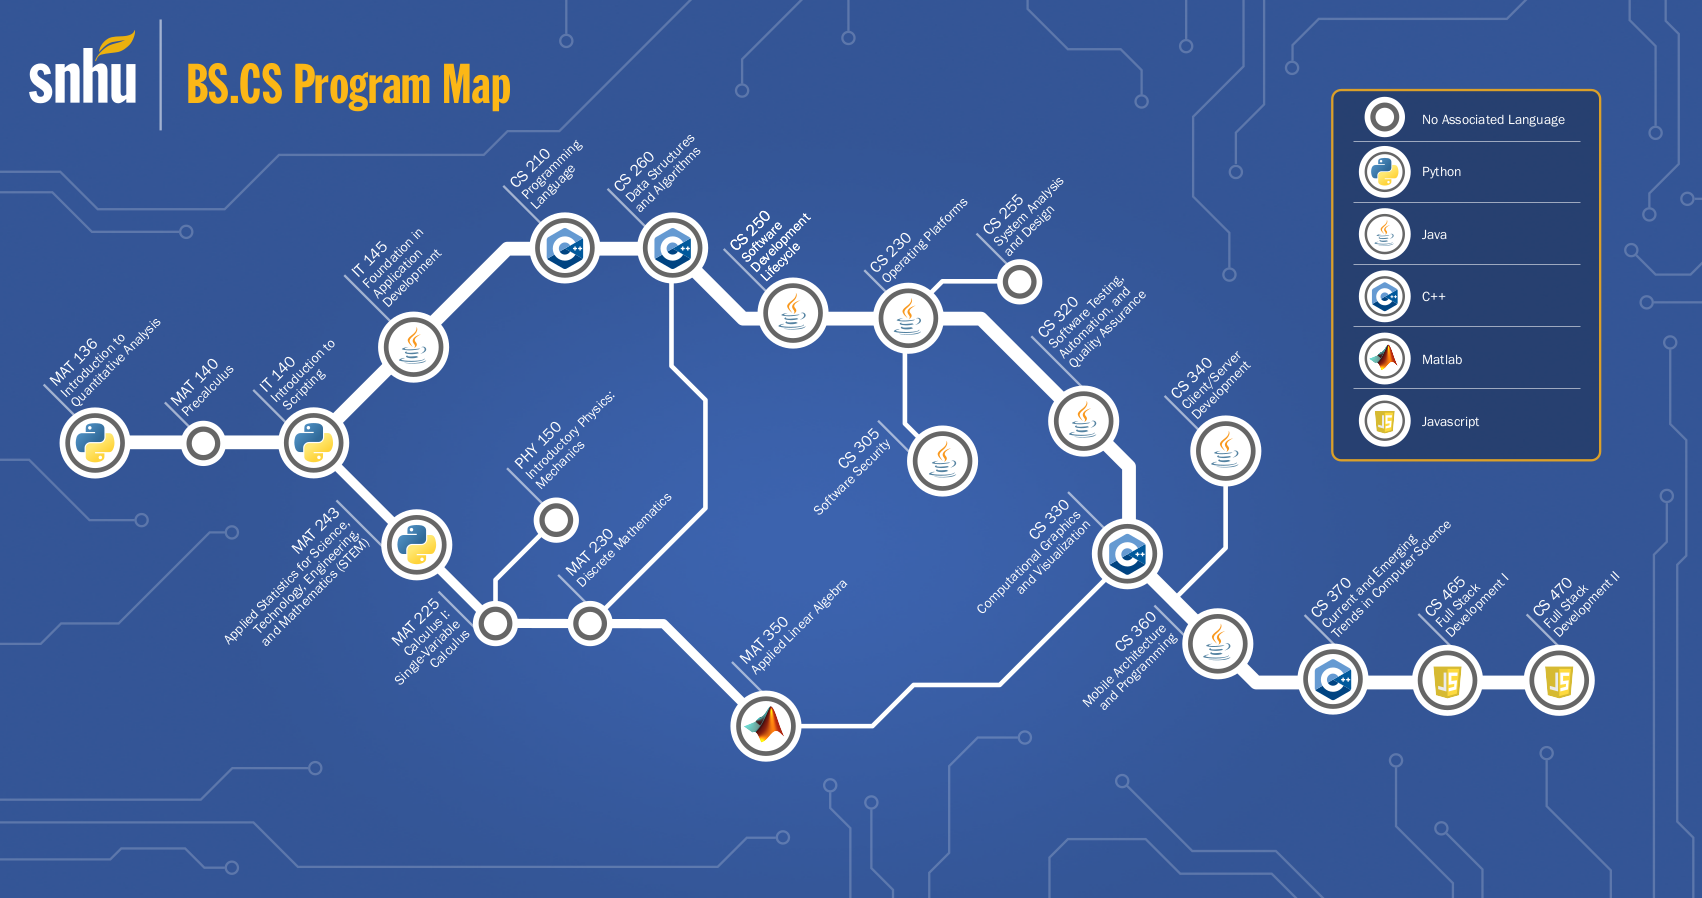 snhu
BS.CS Program Map
No Associated Language
Python
Java
C++
Matlab
Javascript
MAT 136
Introduction to
Quantitative Analysis
MAT 140
Precalculus
IT 140
Introduction to
Scripting
IT 145
Foundation in
Application
Development
CS 210
Programming
Language
CS 260
Data Structures
and Algorithms
CS 250
Software
Development
Lifecycle
CS 230
Operating Platforms
CS 255
System Analysis
and Design
CS 305
Software Security
CS 320
Software Testing,
Automation, and
Quality Assurance
CS 340
Client/Server
Development
CS 330
Computational Graphics
and Visualization
MAT 243
Applied Statistics for Science,
Technology, Engineering,
and Mathematics (STEM)
MAT 225
Calculus I:
Single-Variable
Calculus
PHY 150
Introductory Physics:
Mechanics
MAT 230
Discrete Mathematics
MAT 350
Applied Linear Algebra
CS 360
Mobile Architecture
and Programming
CS 370
Current and Emerging
Trends in Computer Science
CS 465
Full Stack
Development I
CS 470
Full Stack
Development II
C++
C++
C++
C++
C++
JS
JS
JS